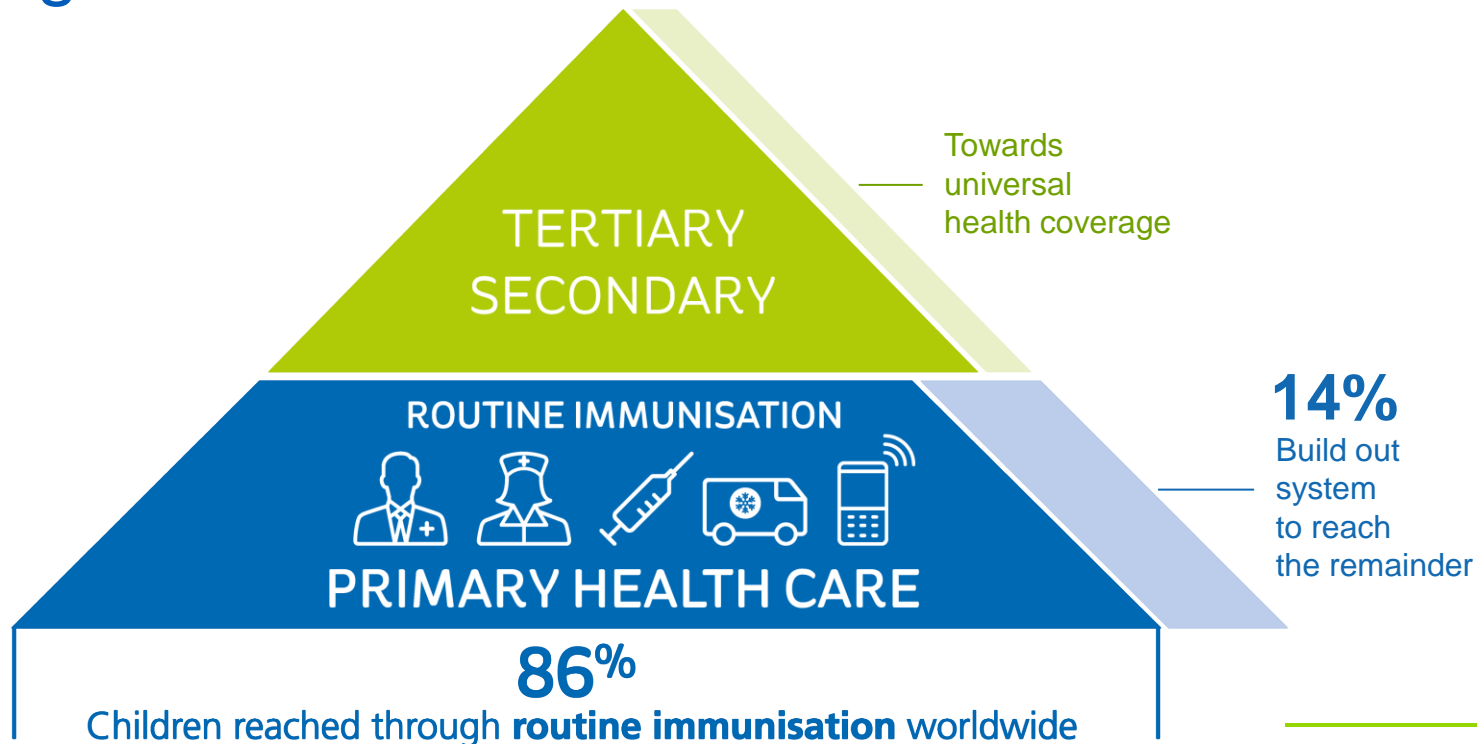 g
TERTIARY
SECONDARY
Towards
universal
health coverage
ROUTINE IMMUNISATION
PRIMARY HEALTH CARE
14%
Build out
system
to reach
the remainder
86%
Children reached through routine immunisation worldwide